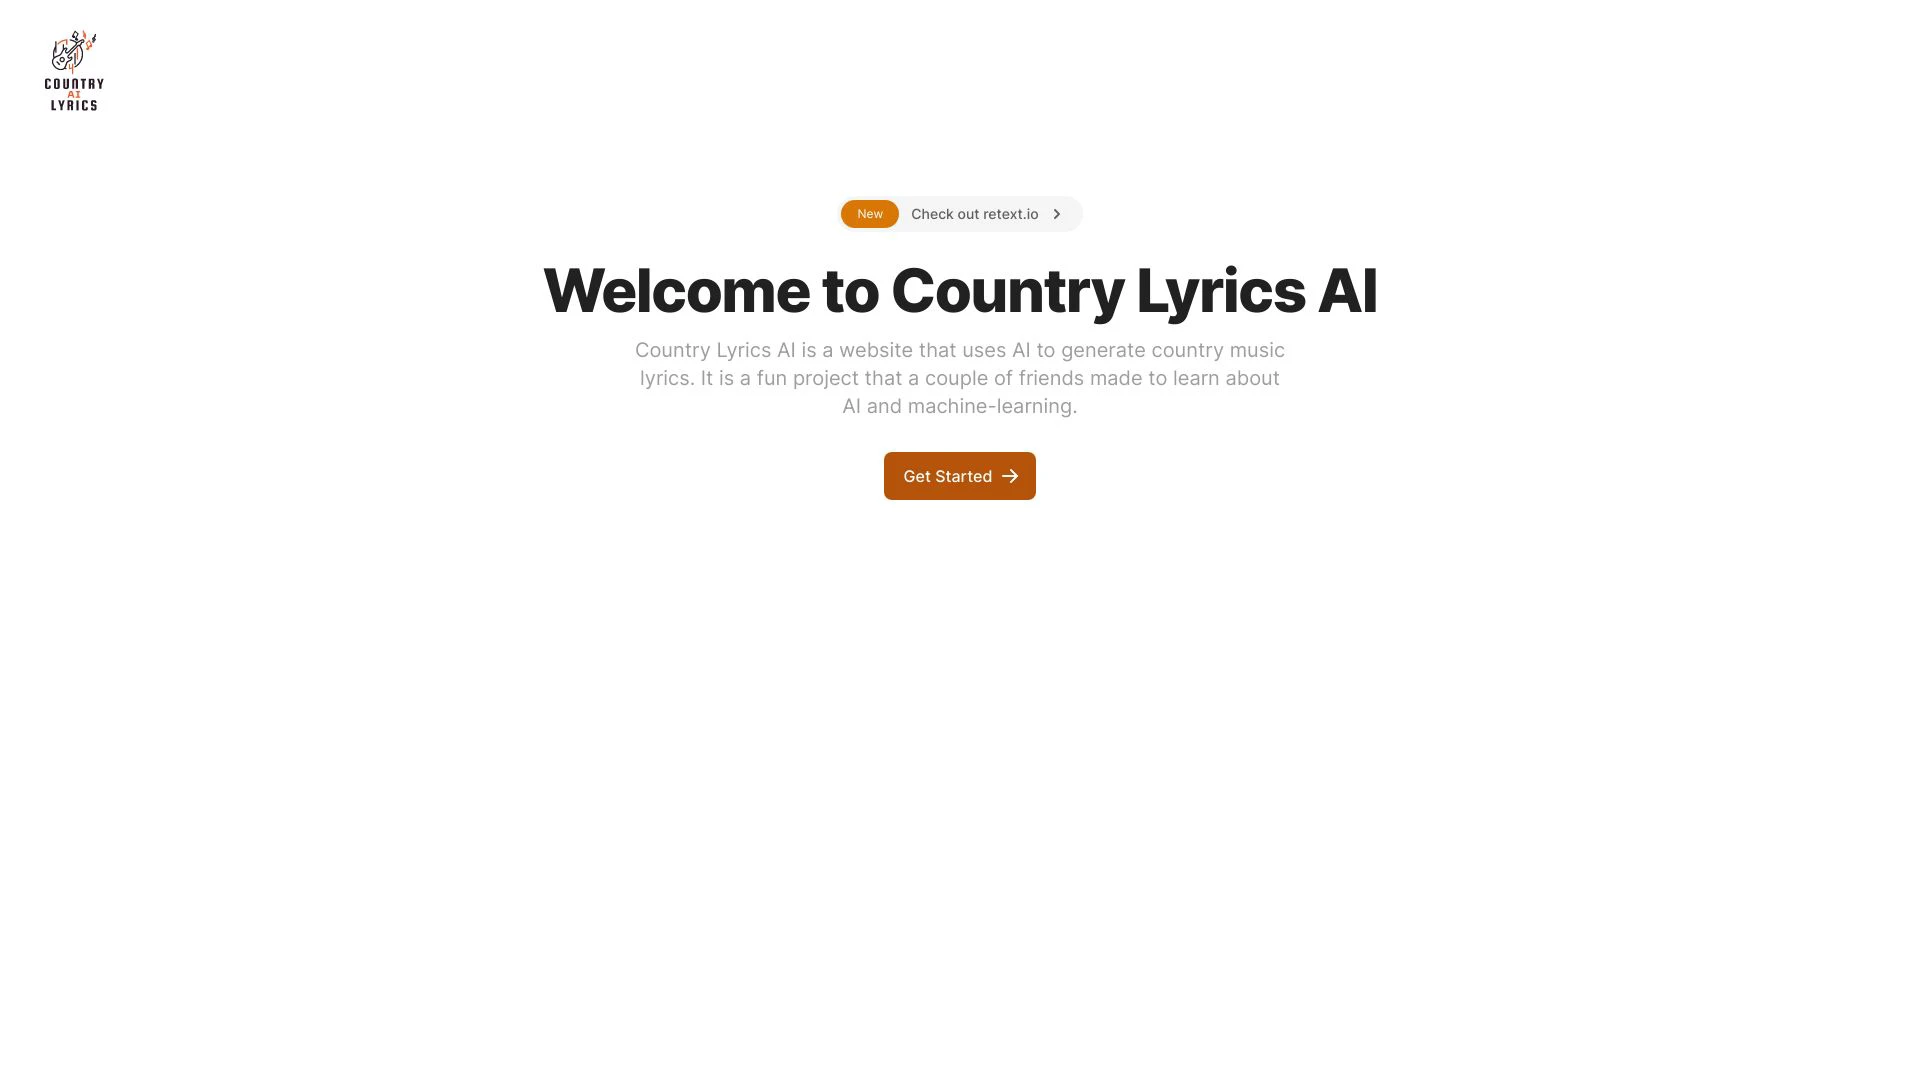 COUNTRY
AI
LYRICS
New Check out retext.io
Welcome to Country Lyrics AI
Country Lyrics AI is a website that uses AI to generate country music
lyrics. It is a fun project that a couple of friends made to learn about
AI and machine-learning.
Get Started